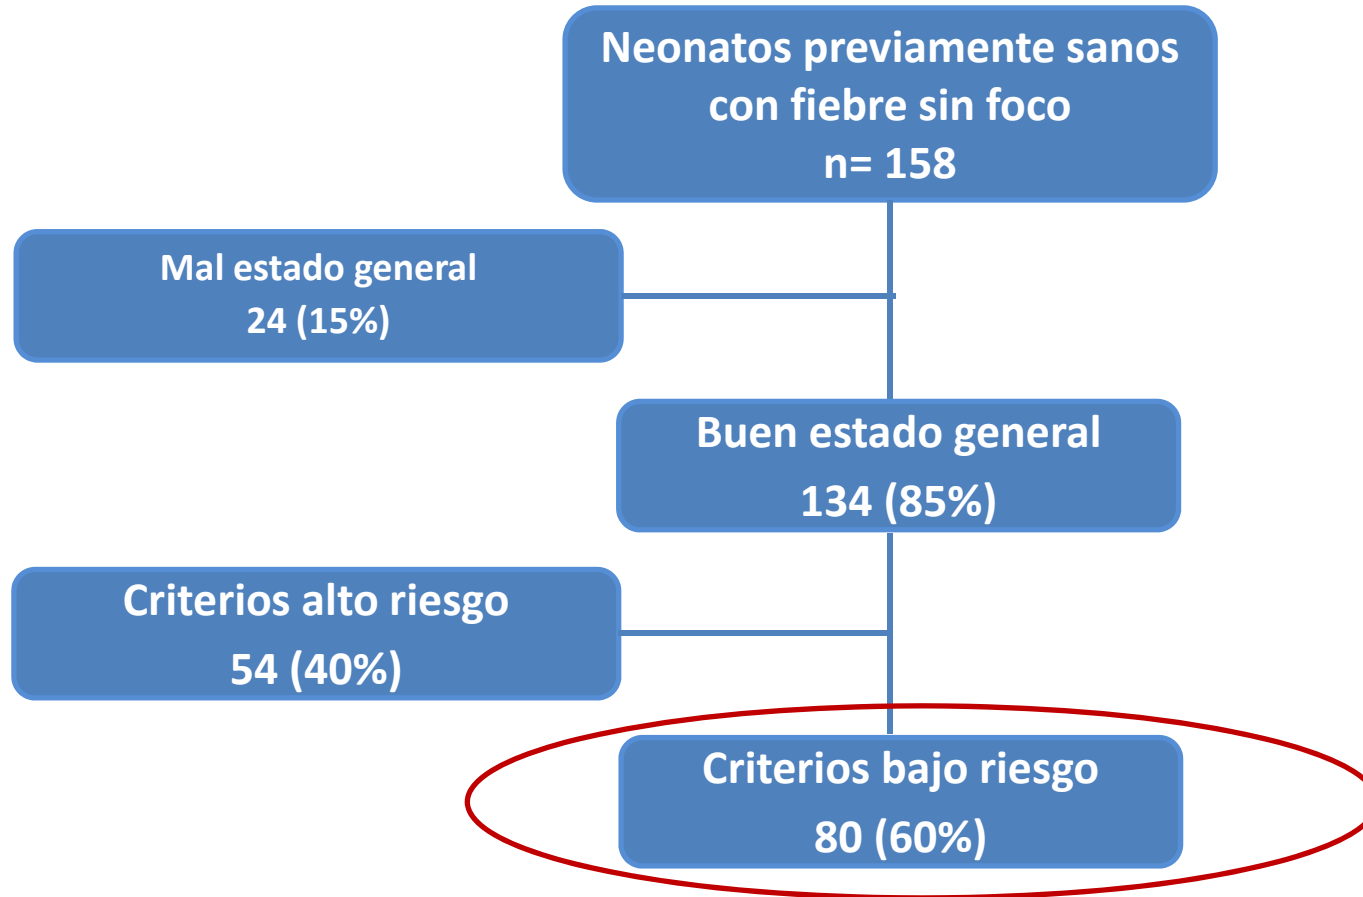 Neonatos previamente sanos
con fiebre sin foco
n= 158
Mal estado general
24 (15%)
Buen estado general
134 (85%)
Criterios alto riesgo
54 (40%)
Criterios bajo riesgo
80 (60%)